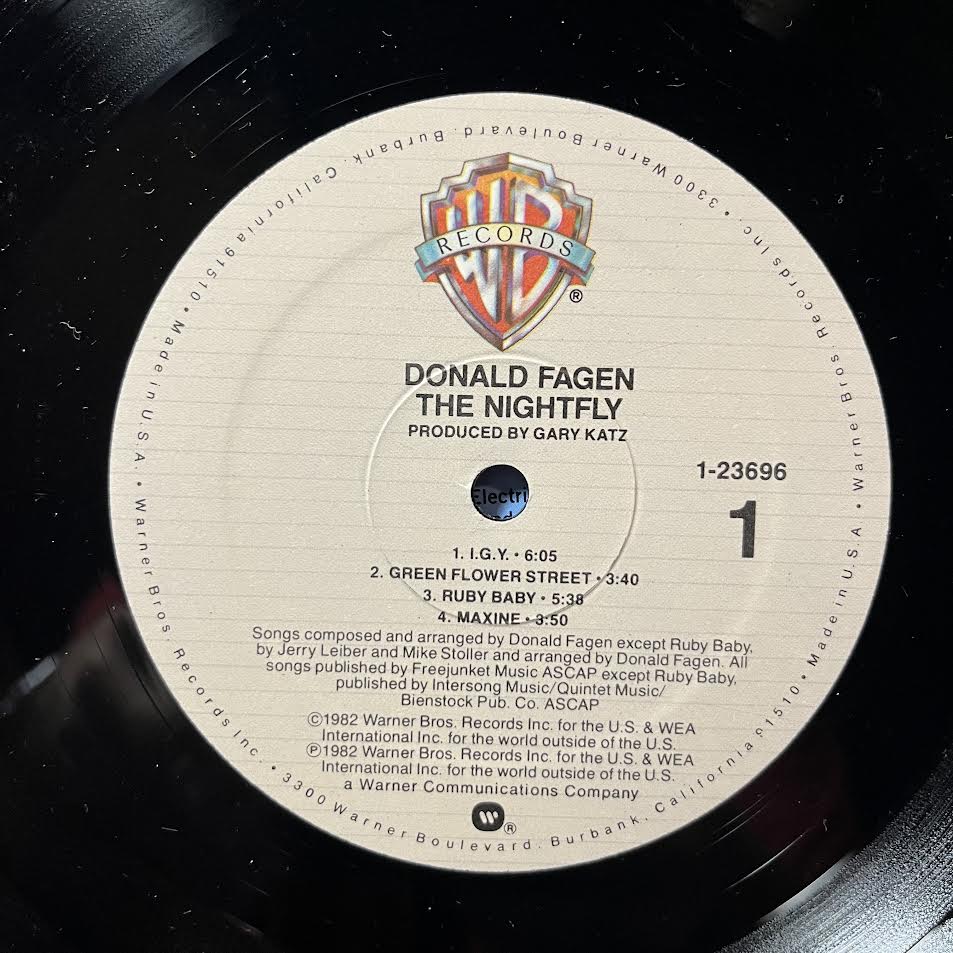 WB
RECORDS
®
DONALD FAGEN
THE NIGHTFLY
PRODUCED BY GARY KATZ
1-23696
1
Electri
1. I.G.Y. • 6:05
2. GREEN FLOWER STREET • 3:40
3. RUBY BABY • 5:38
4. MAXINE • 3:50
Songs composed and arranged by Donald Fagen except Ruby Baby,
by Jerry Leiber and Mike Stoller and arranged by Donald Fagen. All
songs published by Freejunket Music ASCAP except Ruby Baby,
published by Intersong Music/Quintet Music/
Bienstock Pub. Co. ASCAP
©1982 Warner Bros. Records Inc. for the U.S. & WEA
International Inc. for the world outside of the U.S.
℗1982 Warner Bros. Records Inc. for the U.S. & WEA
International Inc. for the world outside of the U.S.
a Warner Communications Company
W®
Warner Bros. Records Inc. • 3300 Warner Boulevard. Burbank, California 91510 • Made in U.S.A. • Warner Bros. Records Inc. • 3300 Warner Boulevard. Burbank, California 91510 • Made in U.S.A •